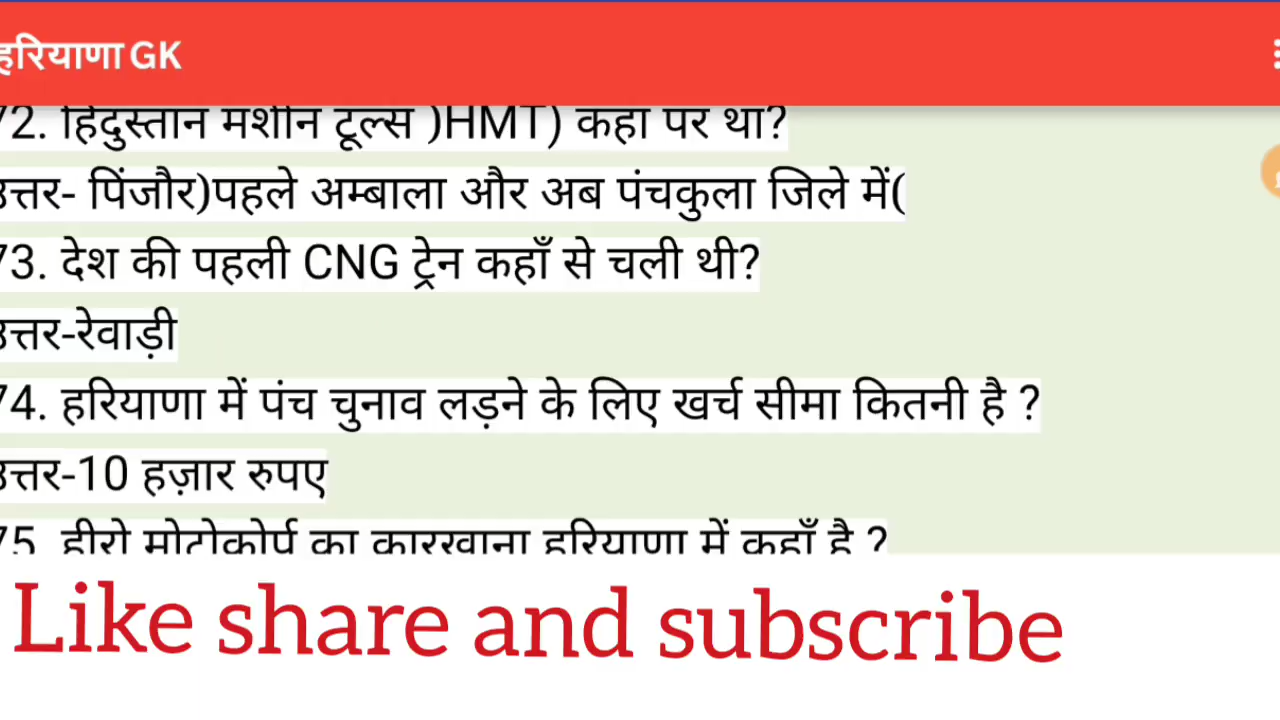 हरियाणा GK
72. हिंदुस्तान मशीन टूल्स )HMT) कहाँ पर था?
उत्तर- पिंजौर)पहले अम्बाला और अब पंचकुला जिले में(
73. देश की पहली CNG ट्रेन कहाँ से चली थी?
उत्तर-रेवाड़ी
74. हरियाणा में पंच चुनाव लड़ने के लिए खर्च सीमा कितनी है ?
उत्तर-10 हज़ार रुपए
75. हीरो मोटोकोर्प का कारखाना हरियाणा में कहाँ है ?
Like share and subscribe